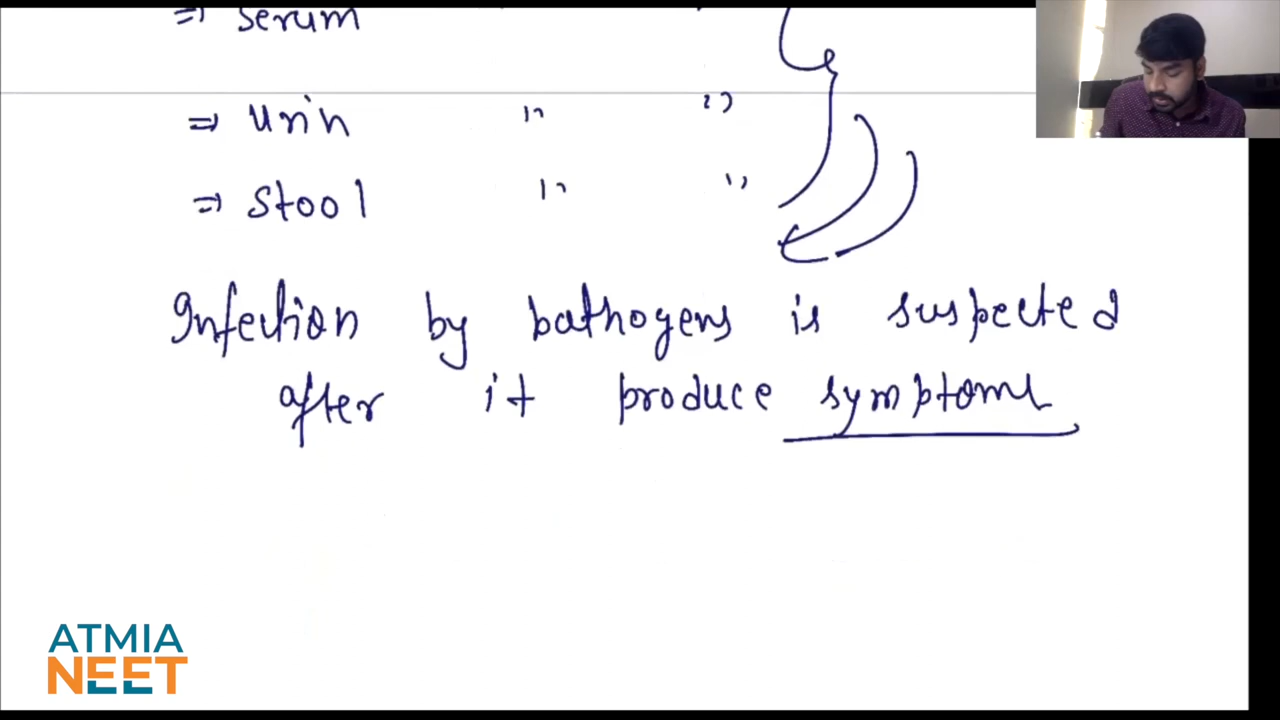 ⇒ Serum
⇒ Urin " "
⇒ Stool " "
Infection by pathogens is suspected
after it produce symptoms
ATMIA
NEET